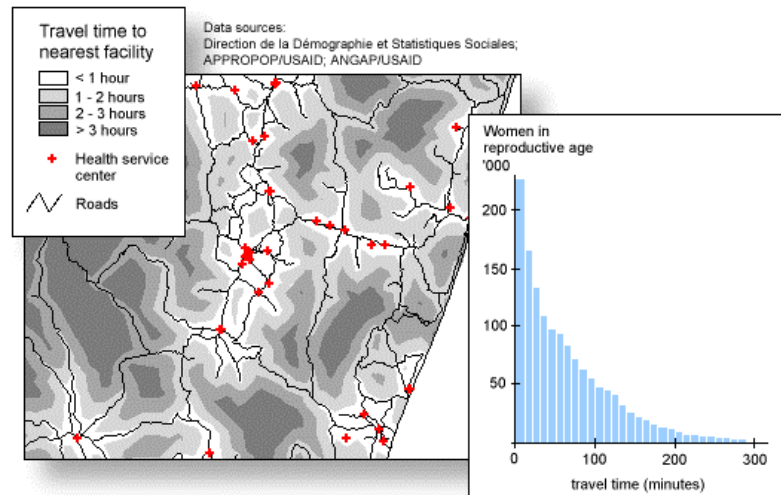 Travel time to
nearest facility
< 1 hour
1 - 2 hours
2 - 3 hours
> 3 hours
Health service
center
Roads
Data sources:
Direction de la Démographie et Statistiques Sociales;
APPROPOP/USAID; ANGAP/USAID
Women in
reproductive age
'000
200
150
100
50
0
100
200
300
travel time (minutes)